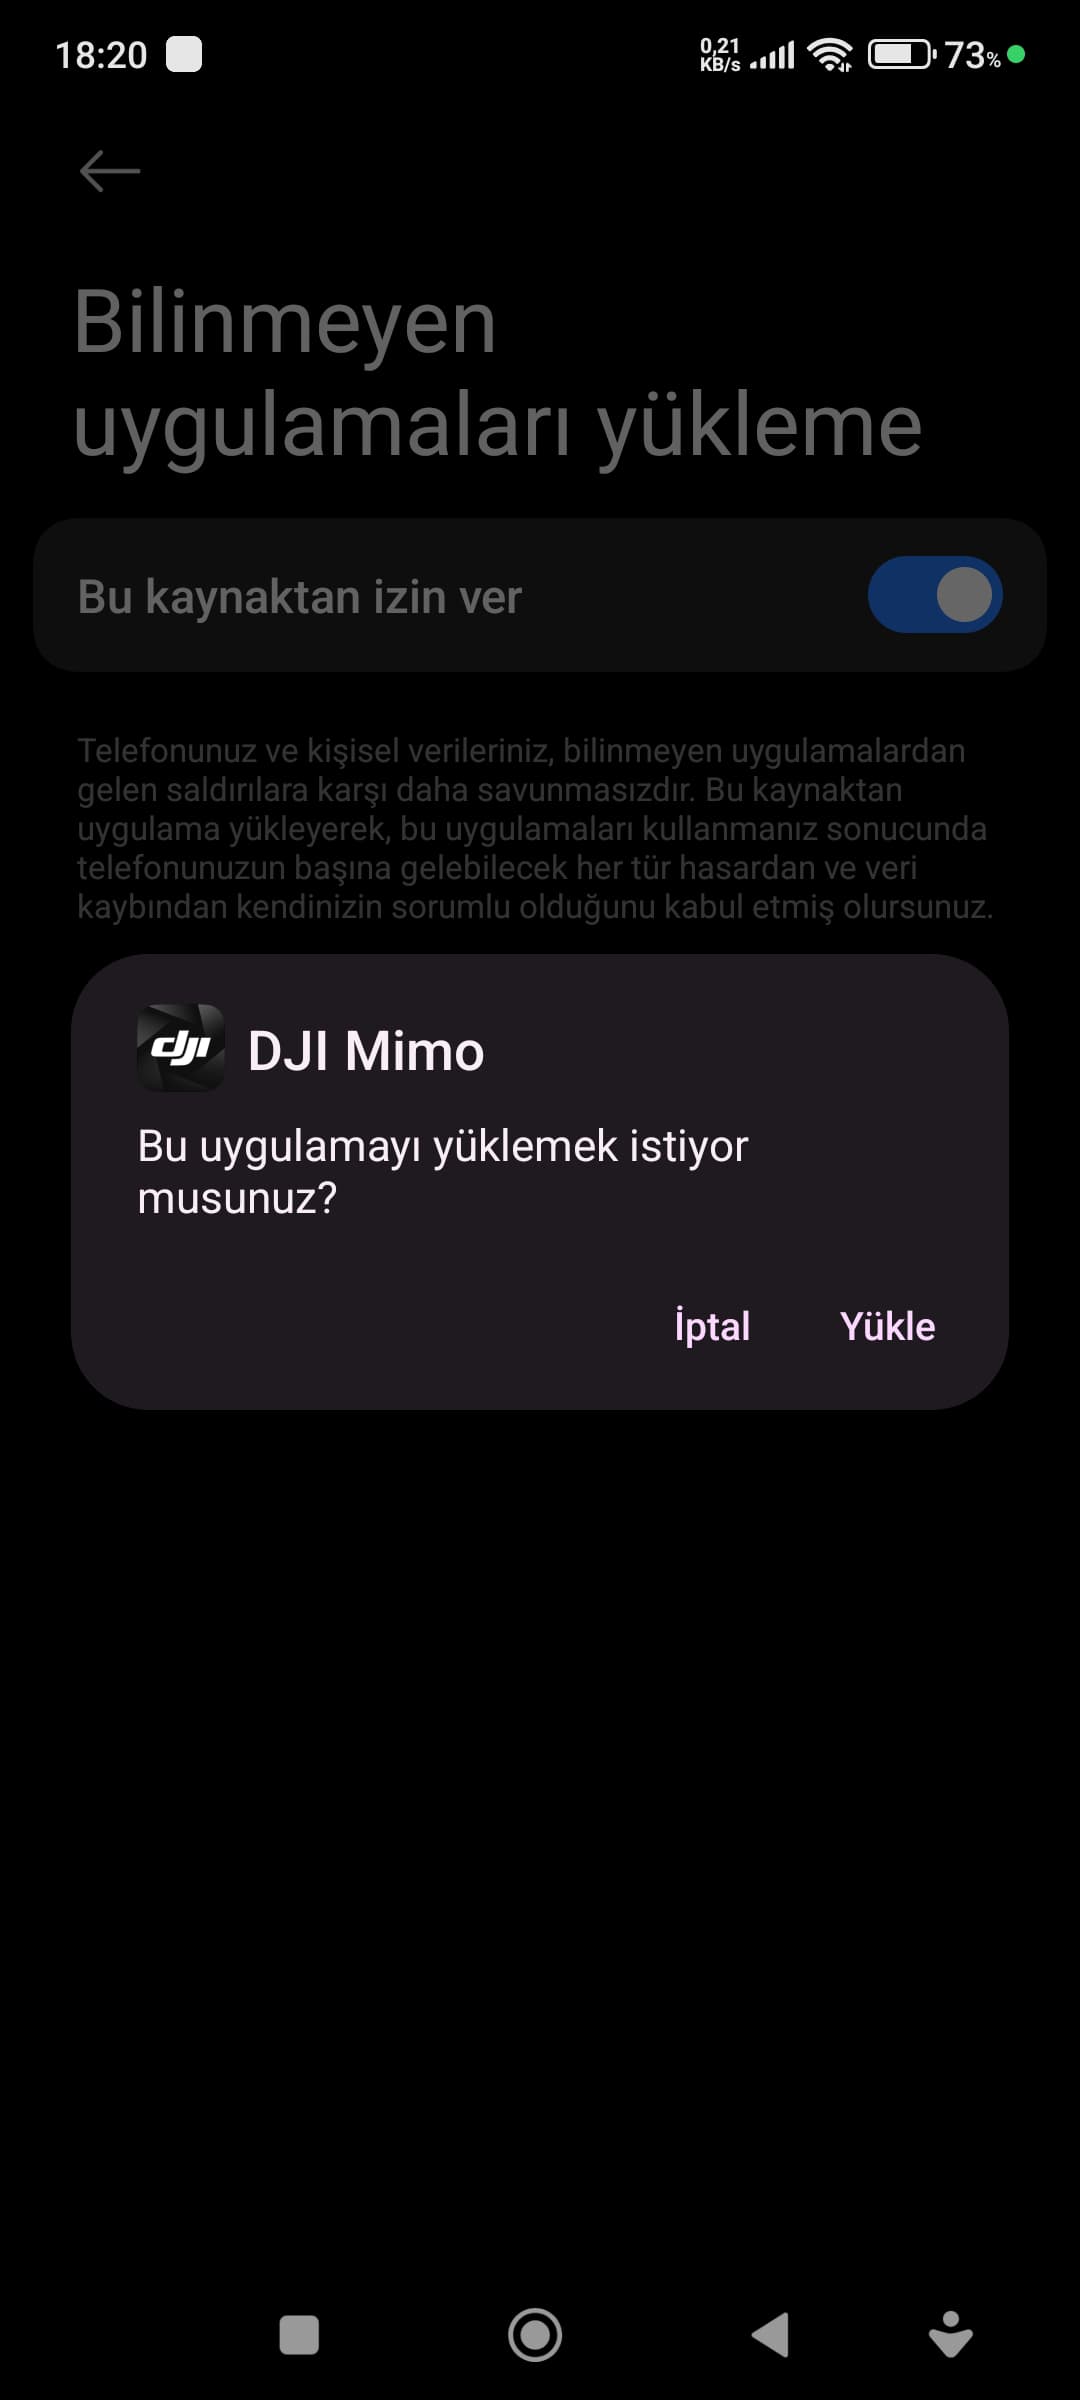 18:20
0,21
KB/s
73%
Bilinmeyen
uygulamaları yükleme
Bu kaynaktan izin ver
Telefonunuz ve kişisel verileriniz, bilinmeyen uygulamalardan
gelen saldırılara karşı daha savunmasızdır. Bu kaynaktan
uygulama yükleyerek, bu uygulamaları kullanmanız sonucunda
telefonunuzun başına gelebilecek her tür hasardan ve veri
kaybından kendinizin sorumlu olduğunu kabul etmiş olursunuz.
dji
DJI Mimo
Bu uygulamayı yüklemek istiyor
musunuz?
İptal
Yükle